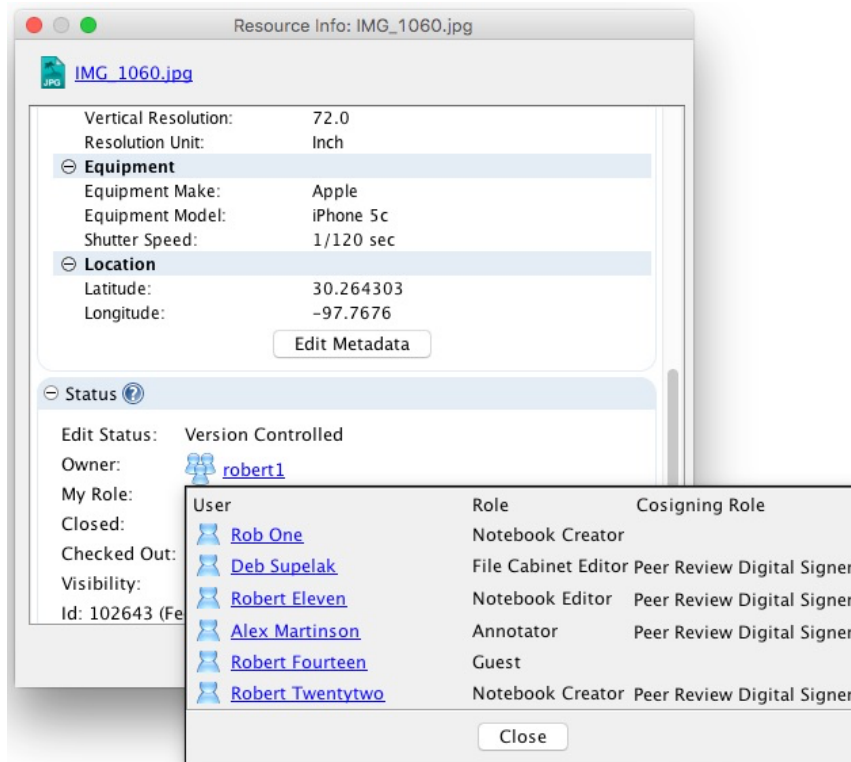 Resource Info: IMG_1060.jpg
JPG IMG_1060.jpg
Vertical Resolution: 72.0
Resolution Unit: Inch
Equipment
Equipment Make: Apple
Equipment Model: iPhone 5c
Shutter Speed: 1/120 sec
Location
Latitude: 30.264303
Longitude: -97.7676
Edit Metadata
Status ?
Edit Status: Version Controlled
Owner: robert1
My Role:
Closed:
Checked Out:
Visibility:
Id: 102643 (Fe
User Role Cosigning Role
Rob One Notebook Creator
Deb Supelak File Cabinet Editor Peer Review Digital Signer
Robert Eleven Notebook Editor Peer Review Digital Signer
Alex Martinson Annotator Peer Review Digital Signer
Robert Fourteen Guest
Robert Twentytwo Notebook Creator Peer Review Digital Signer
Close